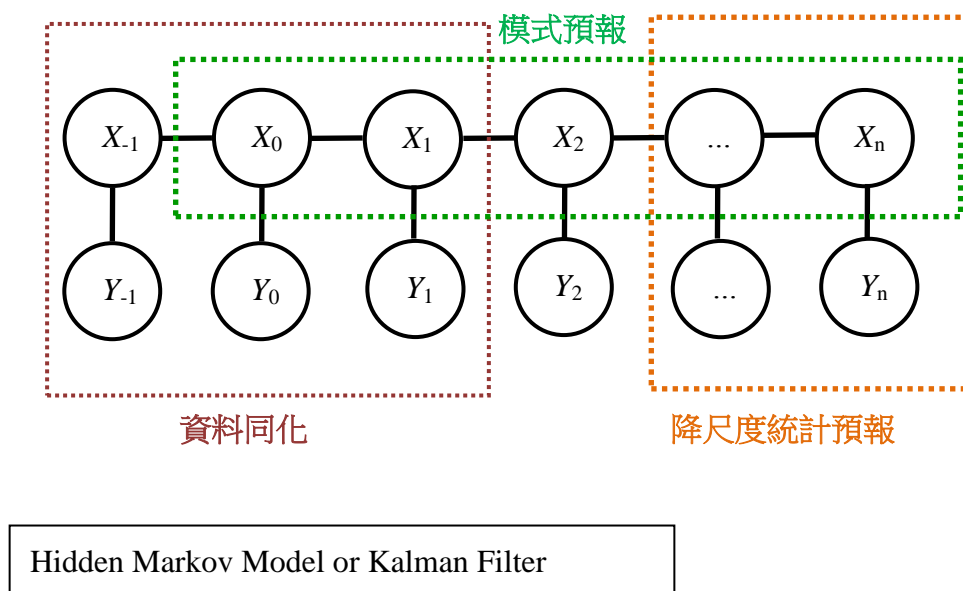 模式預報
X-1 X0 X1 X2 ... Xn
Y-1 Y0 Y1 Y2 ... Yn
資料同化 降尺度統計預報
Hidden Markov Model or Kalman Filter